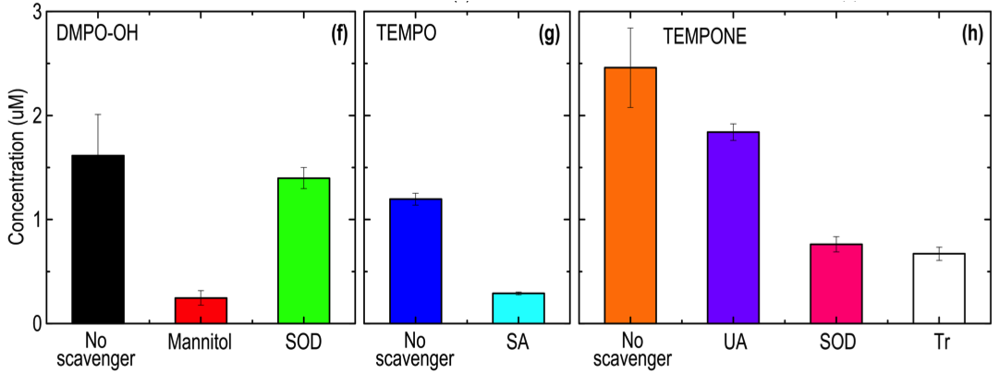 DMPO-OH
(f)
TEMPO
(g)
TEMPONE
(h)
Concentration (uM)
3
2
1
0
No
scavenger
Mannitol
SOD
No
scavenger
SA
No
scavenger
UA
SOD
Tr